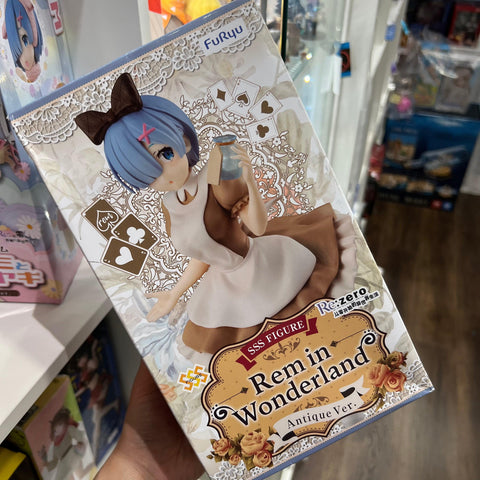 FuRyu
Re:zero
SSS FIGURE
Rem in
Wonderland
Antique Ver.